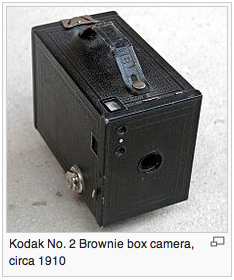 Kodak No. 2 Brownie box camera,
circa 1910